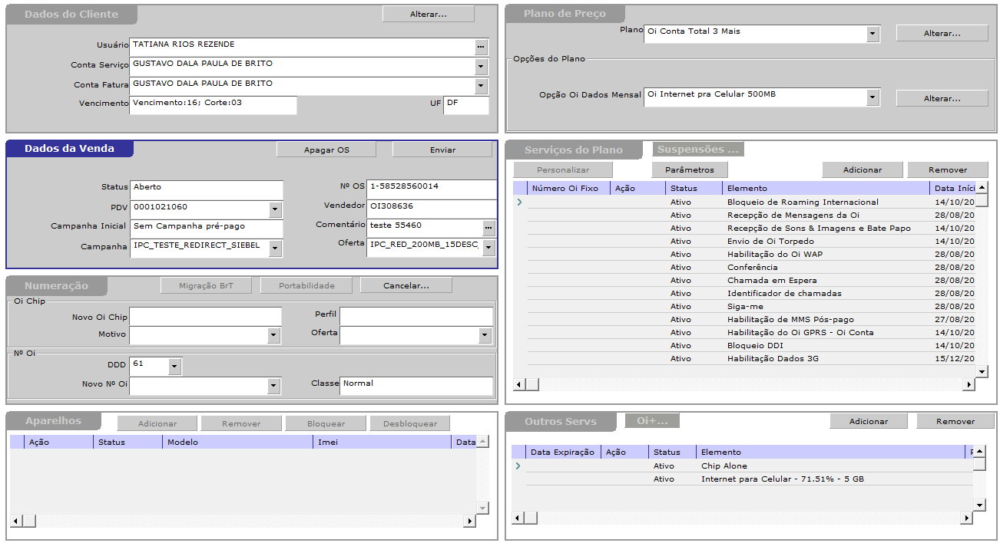 Dados do Cliente
Alterar...
Usuário TATIANA RIOS REZENDE
Conta Serviço GUSTAVO DALA PAULA DE BRITO
Conta Fatura GUSTAVO DALA PAULA DE BRITO
Vencimento Vencimento:16; Corte:03 UF DF
Plano de Preço
Plano Oi Conta Total 3 Mais Alterar...
Opções do Plano
Opção Oi Dados Mensal Oi Internet pra Celular 500MB Alterar...
Dados da Venda
Apagar OS Enviar
Status Aberto Nº OS 1-58528560014
PDV 0001021060 Vendedor OI308636
Campanha Inicial Sem Campanha pré-pago Comentário teste 55460
Campanha IPC_TESTE_REDIRECT_SIEBEL Oferta IPC_RED_200MB_15DESC_
Serviços do Plano Suspensões ...
Personalizar Parâmetros Adicionar Remover
Número Oi Fixo Ação Status Elemento Data Iníci
Ativo Bloqueio de Roaming Internacional 14/10/20
Ativo Recepção de Mensagens da Oi 28/08/20
Ativo Recepção de Sons & Imagens e Bate Papo 14/10/20
Ativo Envio de Oi Torpedo 14/10/20
Ativo Habilitação do Oi WAP 28/08/20
Ativo Conferência 28/08/20
Ativo Chamada em Espera 28/08/20
Ativo Identificador de chamadas 28/08/20
Ativo Siga-me 28/08/20
Ativo Habilitação de MMS Pós-pago 27/08/20
Ativo Habilitação do Oi GPRS - Oi Conta 14/10/20
Ativo Bloqueio DDI 14/10/20
Ativo Habilitação Dados 3G 15/12/20
Numeração
Migração BrT Portabilidade Cancelar...
Oi Chip
Novo Oi Chip Perfil
Motivo Oferta
Nº Oi
DDD 61
Novo Nº Oi Classe Normal
Aparelhos
Adicionar Remover Bloquear Desbloquear
Ação Status Modelo Imei Data
Outros Servs Oi+...
Adicionar Remover
Data Expiração Ação Status Elemento
Ativo Chip Alone
Ativo Internet para Celular - 71.51% - 5 GB